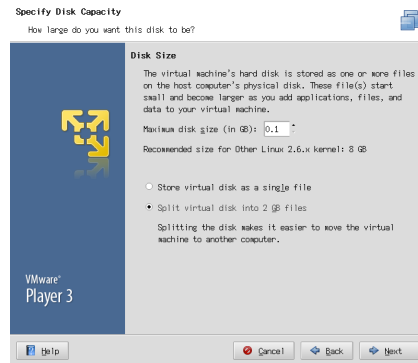 Specify Disk Capacity
How large do you want this disk to be?
Disk Size
The virtual machine's hard disk is stored as one or more files
on the host computer's physical disk. These file(s) start
small and become larger as you add applications, files, and
data to your virtual machine.
Maximum disk size (in GB): 0.1
Recommended size for Other Linux 2.6.x kernel: 8 GB
Store virtual disk as a single file
Split virtual disk into 2 GB files
Splitting the disk makes it easier to move the virtual
machine to another computer.
VMware®
Player 3
Help
Cancel
Back
Next